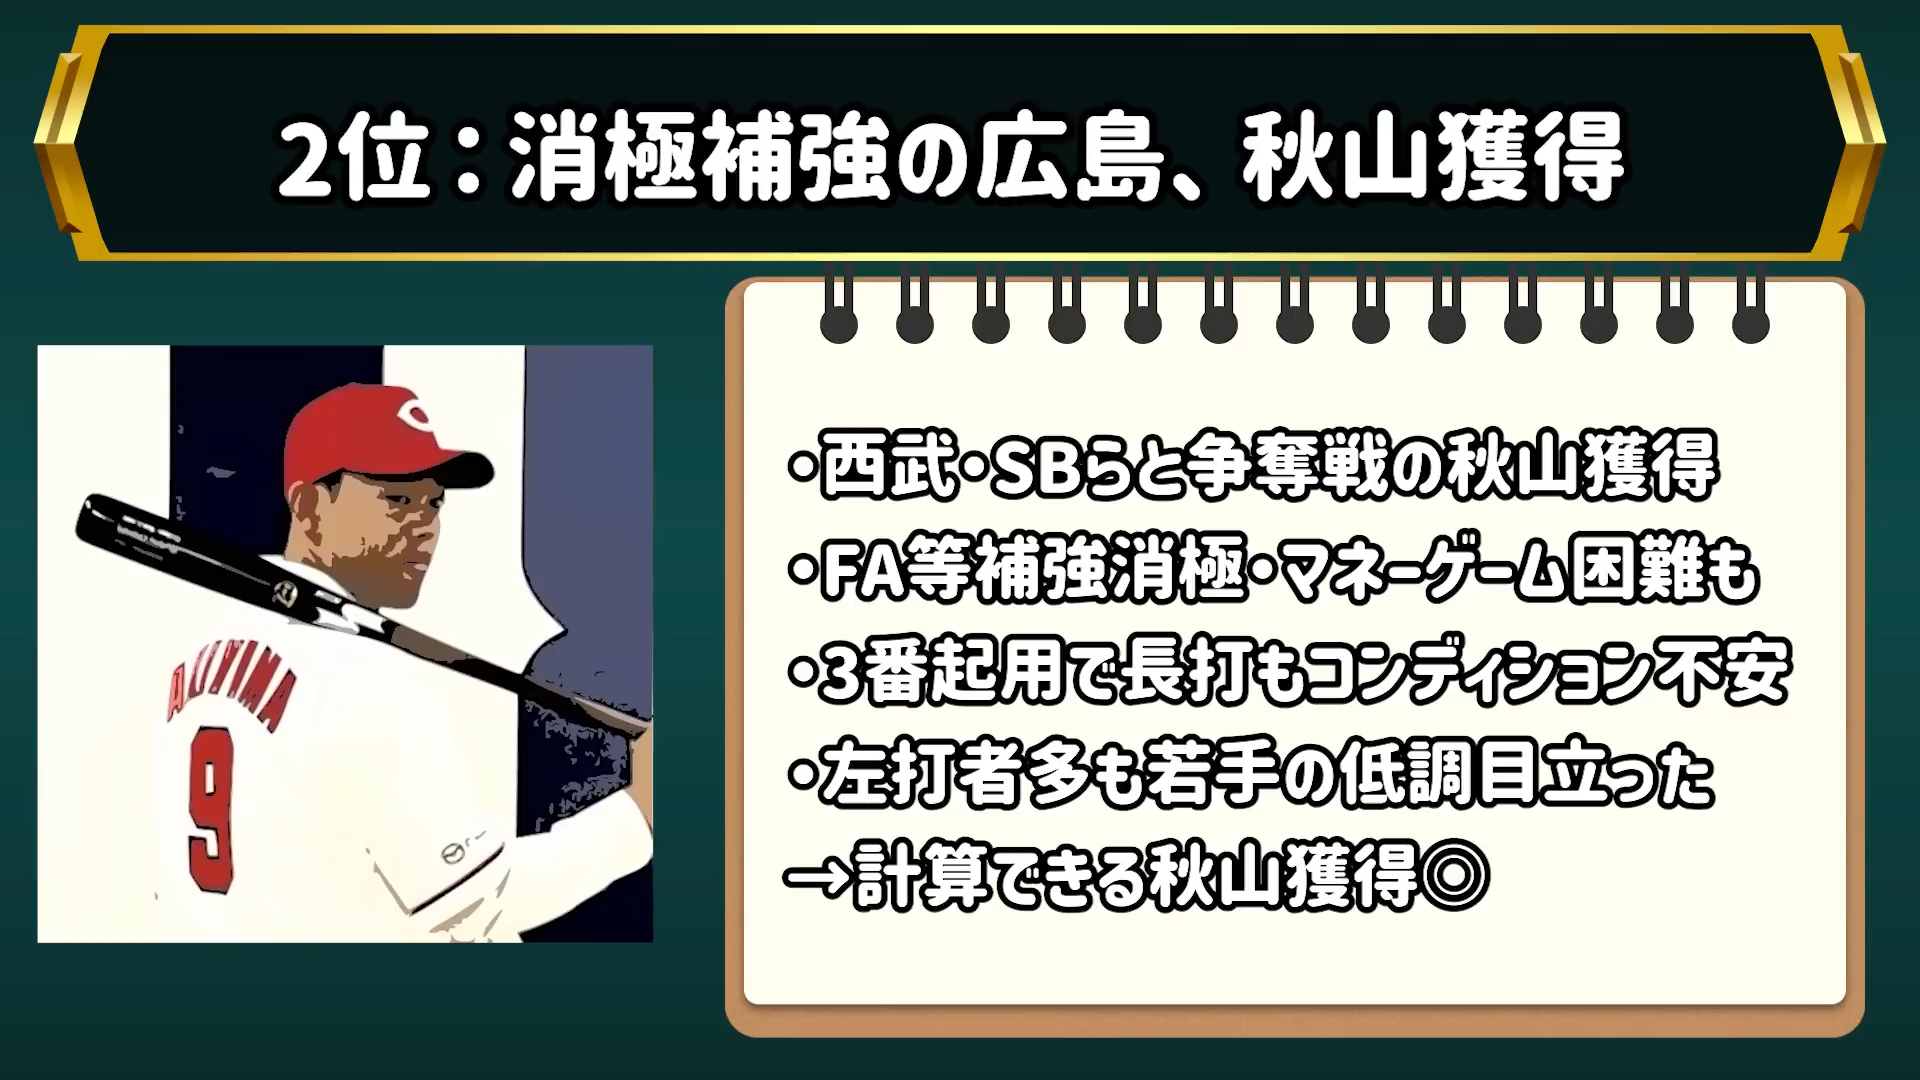 2位：消極補強の広島、秋山獲得
・西武・SBらと争奪戦の秋山獲得
・FA等補強消極・マネーゲーム困難も
・3番起用で長打もコンディション不安
・左打者多も若手の低調目立った
→計算できる秋山獲得◎
AKIYAMA
9